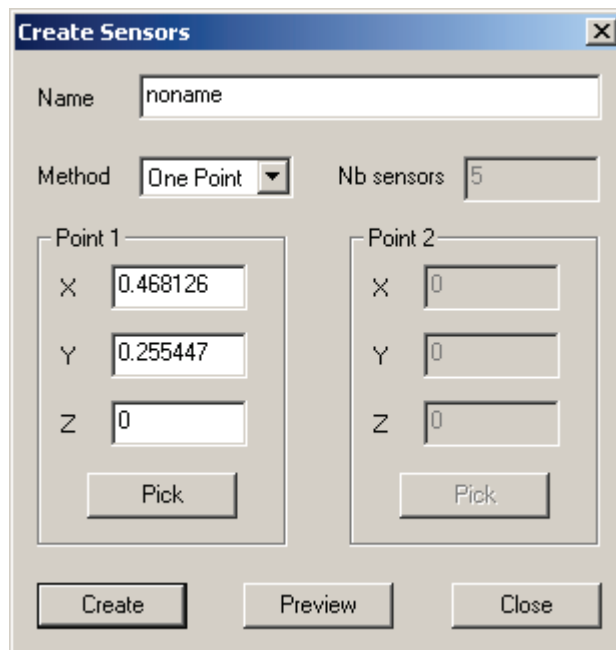 Create Sensors
Name noname
Method One Point Nb sensors 5
Point 1 Point 2
X 0.468126 X 0
Y 0.255447 Y 0
Z 0 Z 0
Pick Pick
Create Preview Close